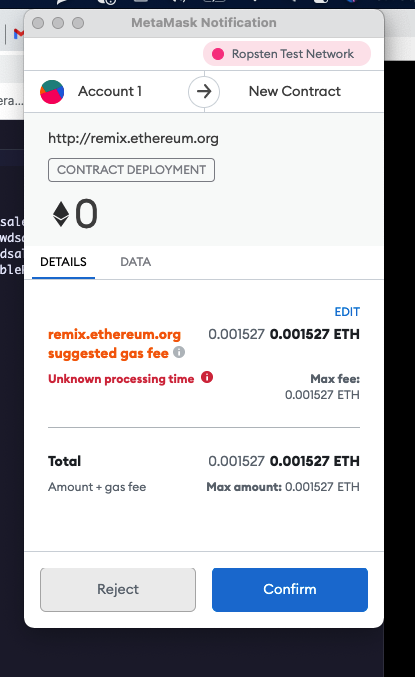 MetaMask Notification
Ropsten Test Network
Account 1
New Contract
http://remix.ethereum.org
CONTRACT DEPLOYMENT
0
DETAILS
DATA
EDIT
remix.ethereum.org
suggested gas fee
0.001527 0.001527 ETH
Unknown processing time
Max fee:
0.001527 ETH
Total
0.001527 0.001527 ETH
Amount + gas fee
Max amount: 0.001527 ETH
Reject
Confirm